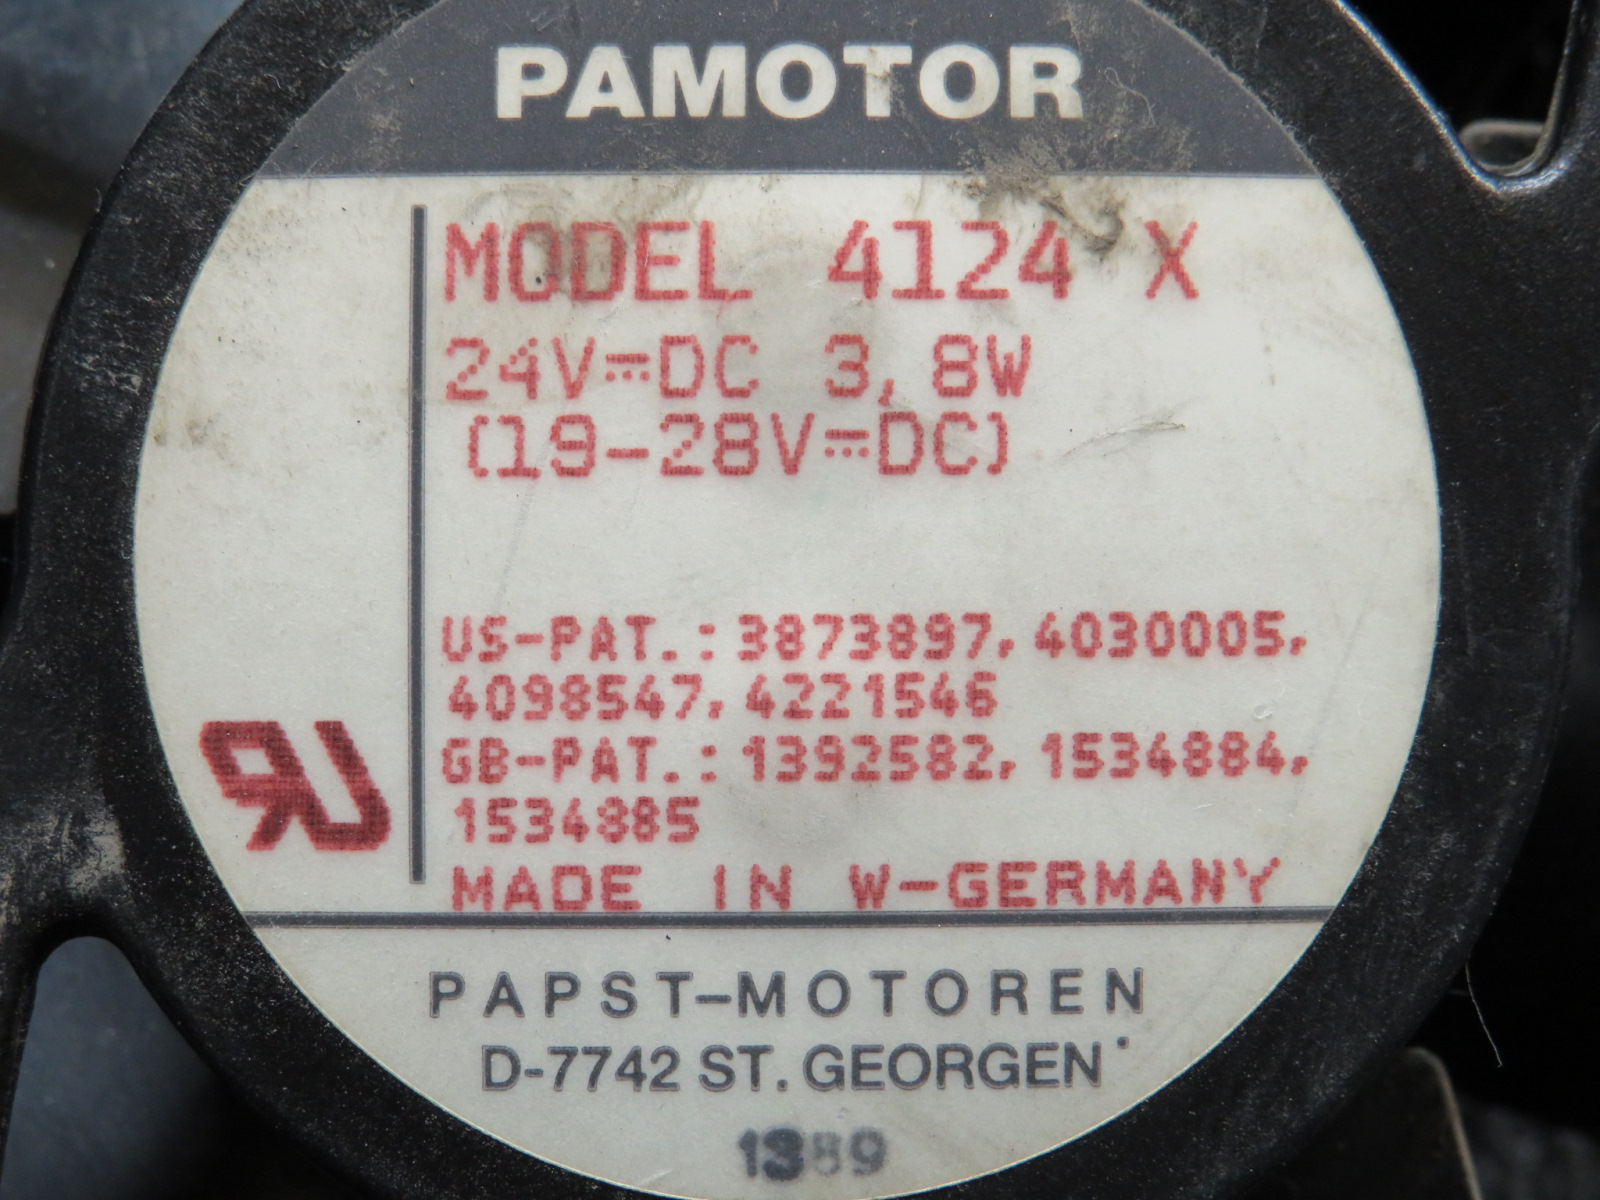 PAMOTOR
MODEL 4124 X
24V⎓DC 3,8W
(19-28V⎓DC)
US-PAT.: 3873897, 4030005,
4098547, 4221546
GB-PAT.: 1392582, 1534884,
1534885
MADE IN W-GERMANY
PAPST-MOTOREN
D-7742 ST. GEORGEN
1389